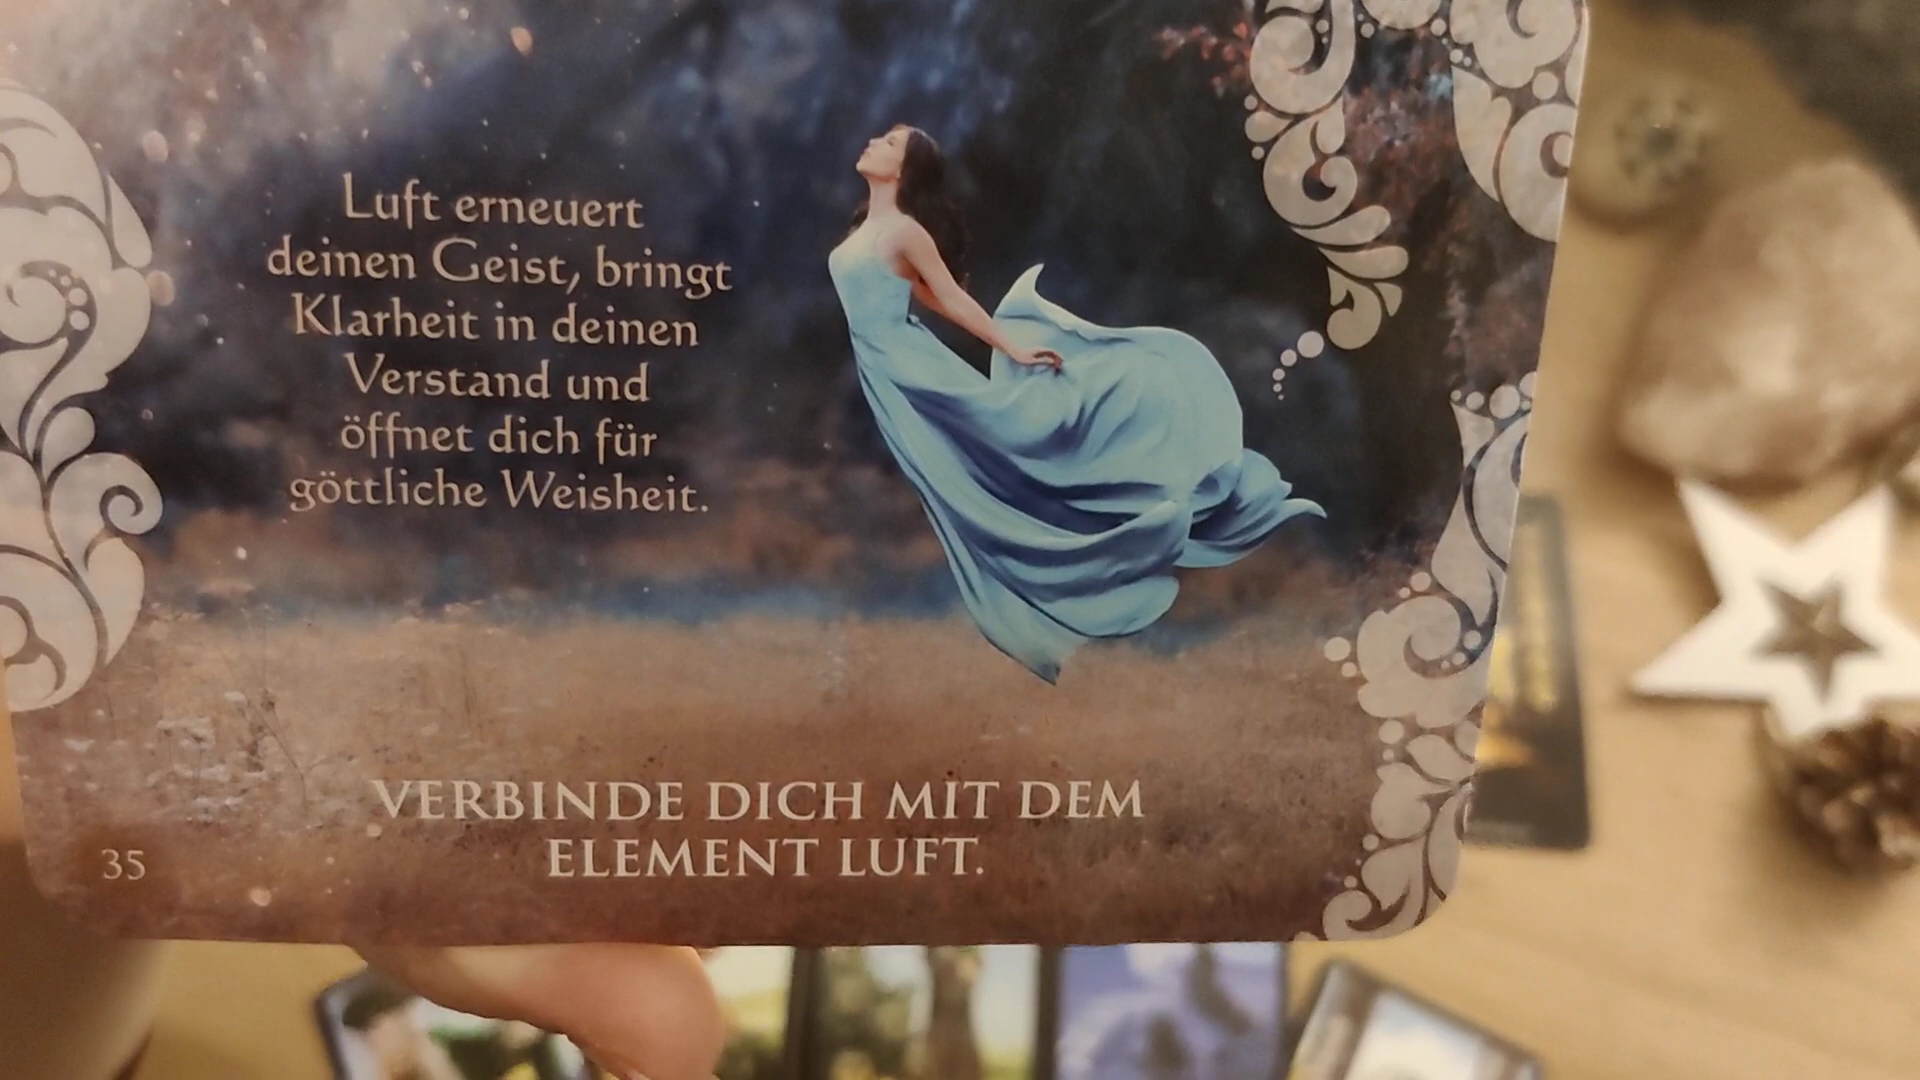 Luft erneuert
deinen Geist, bringt
Klarheit in deinen
Verstand und
öffnet dich für
göttliche Weisheit.
VERBINDE DICH MIT DEM
ELEMENT LUFT.
35